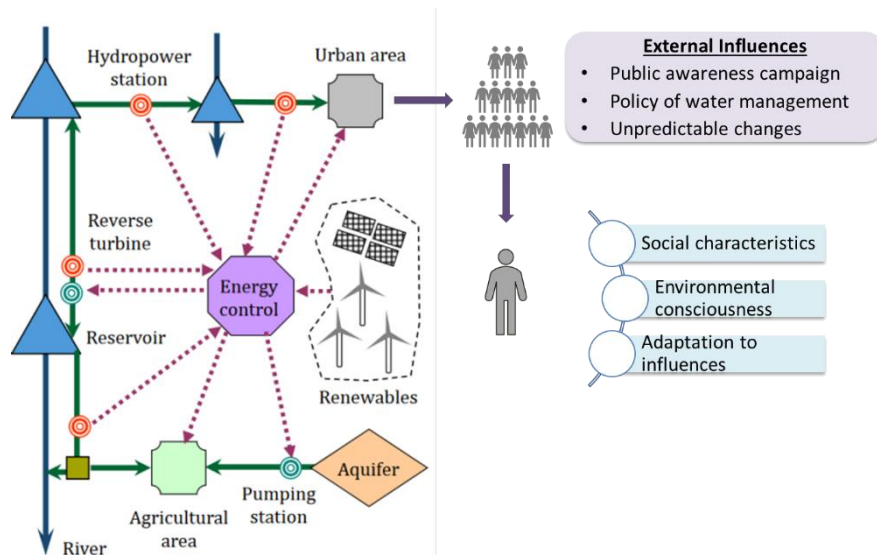 Hydropower
station
Urban area
Reverse
turbine
Energy
control
Reservoir
Renewables
Aquifer
Pumping
station
Agricultural
area
River
External Influences
• Public awareness campaign
• Policy of water management
• Unpredictable changes
Social characteristics
Environmental
consciousness
Adaptation to
influences